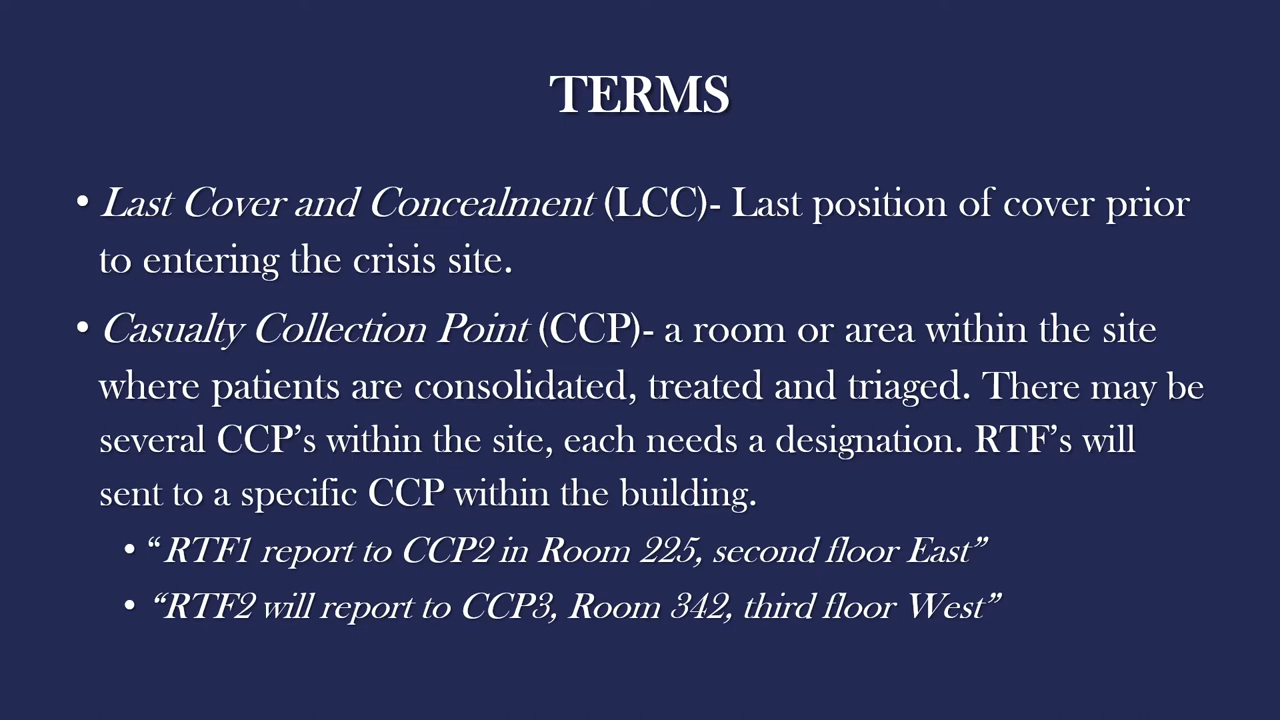 TERMS
• Last Cover and Concealment (LCC)- Last position of cover prior
to entering the crisis site.
• Casualty Collection Point (CCP)- a room or area within the site
where patients are consolidated, treated and triaged. There may be
several CCP’s within the site, each needs a designation. RTF’s will
sent to a specific CCP within the building.
• “RTF1 report to CCP2 in Room 225, second floor East”
• “RTF2 will report to CCP3, Room 342, third floor West”